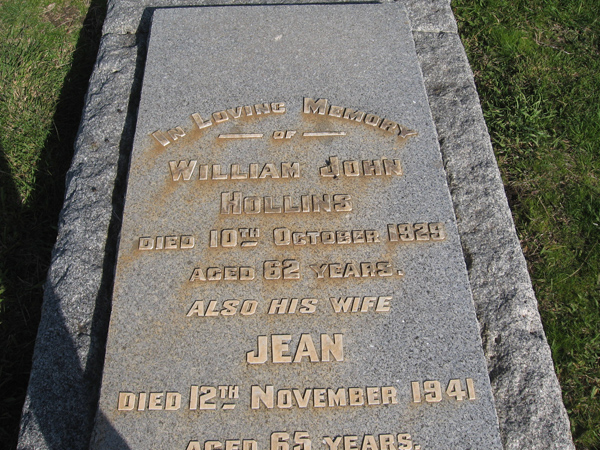 In Loving Memory
of
William John
Hollins
died 10th October 1929
aged 62 years.
also his wife
Jean
died 12th November 1941
aged 65 years.